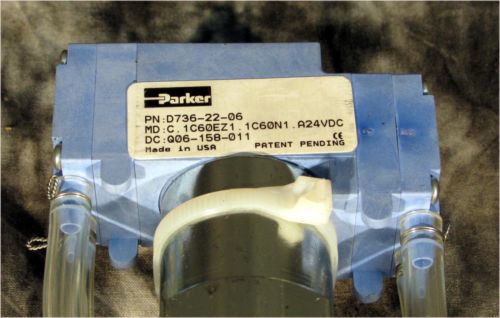 Parker
PN:D736-22-06
MD:C.1C60EZ1.1C60N1.A24VDC
DC:Q06-158-011 CE
Made in USA PATENT PENDING